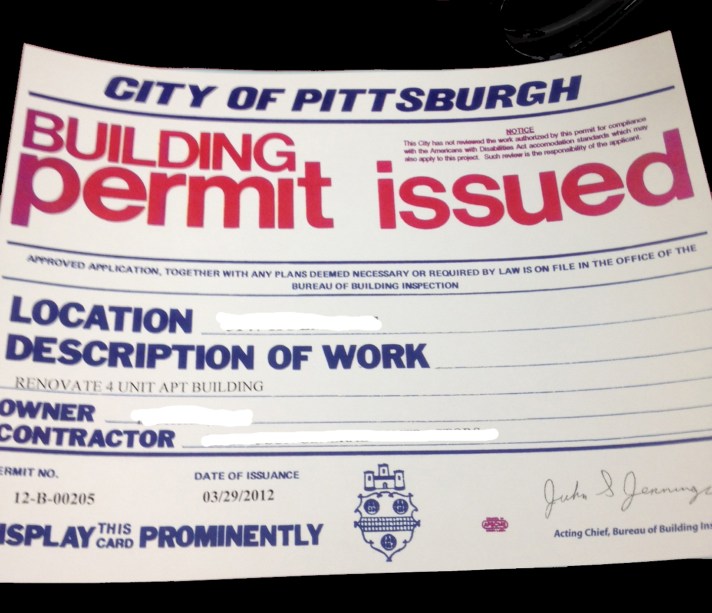 CITY OF PITTSBURGH
BUILDING
permit issued
NOTICE
This City has not reviewed the work authorized by this permit for compliance
with the Americans with Disabilities Act accomodation standards which may
also apply to this project. Such review is the responsibility of the applicant.
APPROVED APPLICATION, TOGETHER WITH ANY PLANS DEEMED NECESSARY OR REQUIRED BY LAW IS ON FILE IN THE OFFICE OF THE
BUREAU OF BUILDING INSPECTION
LOCATION
DESCRIPTION OF WORK
RENOVATE 4 UNIT APT BUILDING
OWNER
CONTRACTOR
ERMIT NO.
DATE OF ISSUANCE
12-B-00205
03/29/2012
John S Jennings
Acting Chief, Bureau of Building Ins
ISPLAY THIS CARD PROMINENTLY